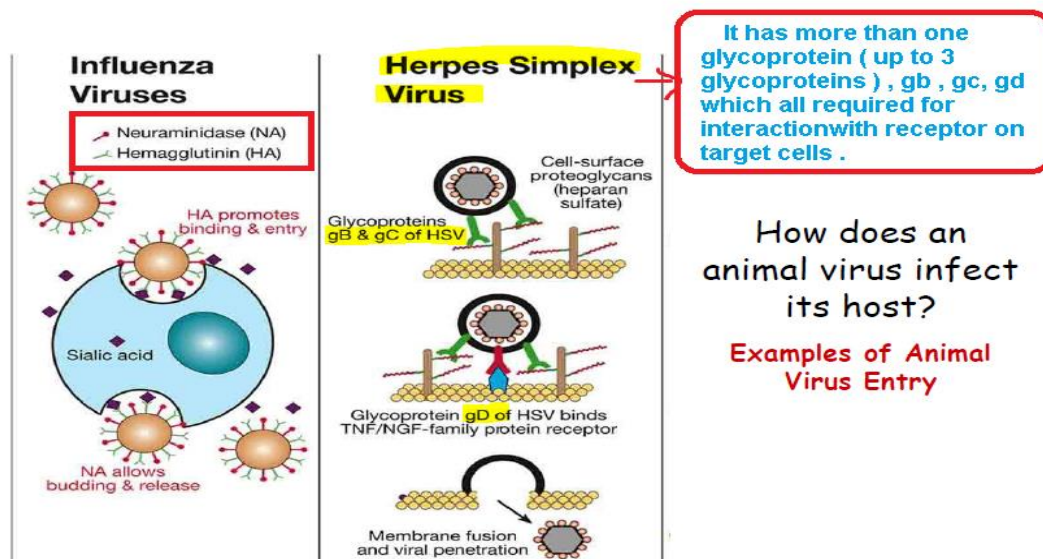 Influenza
Viruses
Neuraminidase (NA)
Hemagglutinin (HA)
HA promotes
binding & entry
Sialic acid
NA allows
budding & release
Herpes Simplex
Virus
Cell-surface
proteoglycans
(heparan
sulfate)
Glycoproteins
gB & gC of HSV
Glycoprotein gD of HSV binds
TNF/NGF-family protein receptor
Membrane fusion
and viral penetration
It has more than one
glycoprotein ( up to 3
glycoproteins ) , gb , gc, gd
which all required for
interactionwith receptor on
target cells .
How does an
animal virus infect
its host?
Examples of Animal
Virus Entry